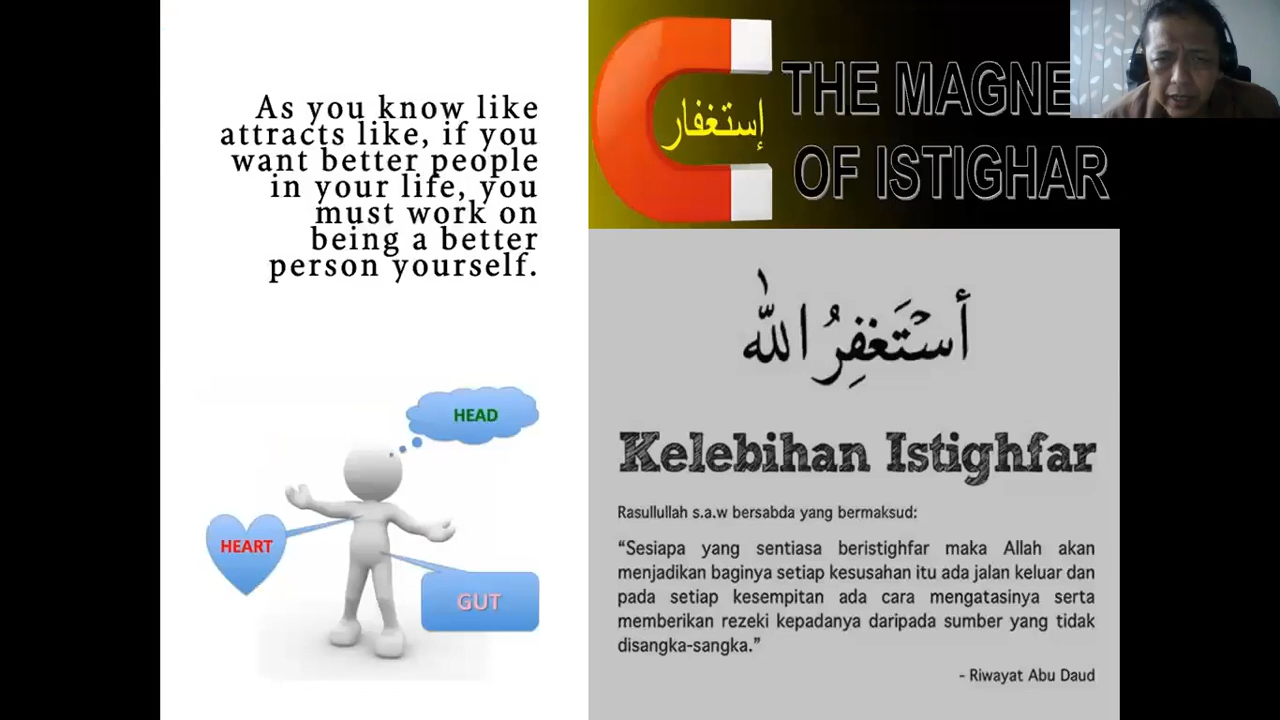 As you know like
attracts like, if you
want better people
in your life, you
must work on
being a better
person yourself.
HEAD
HEART
GUT
إستغفار
THE MAGNE
OF ISTIGHAR
أَسْتَغْفِرُ اللّٰه
Kelebihan Istighfar
Rasullullah s.a.w bersabda yang bermaksud:
“Sesiapa yang sentiasa beristighfar maka Allah akan
menjadikan baginya setiap kesusahan itu ada jalan keluar dan
pada setiap kesempitan ada cara mengatasinya serta
memberikan rezeki kepadanya daripada sumber yang tidak
disangka-sangka.”
- Riwayat Abu Daud